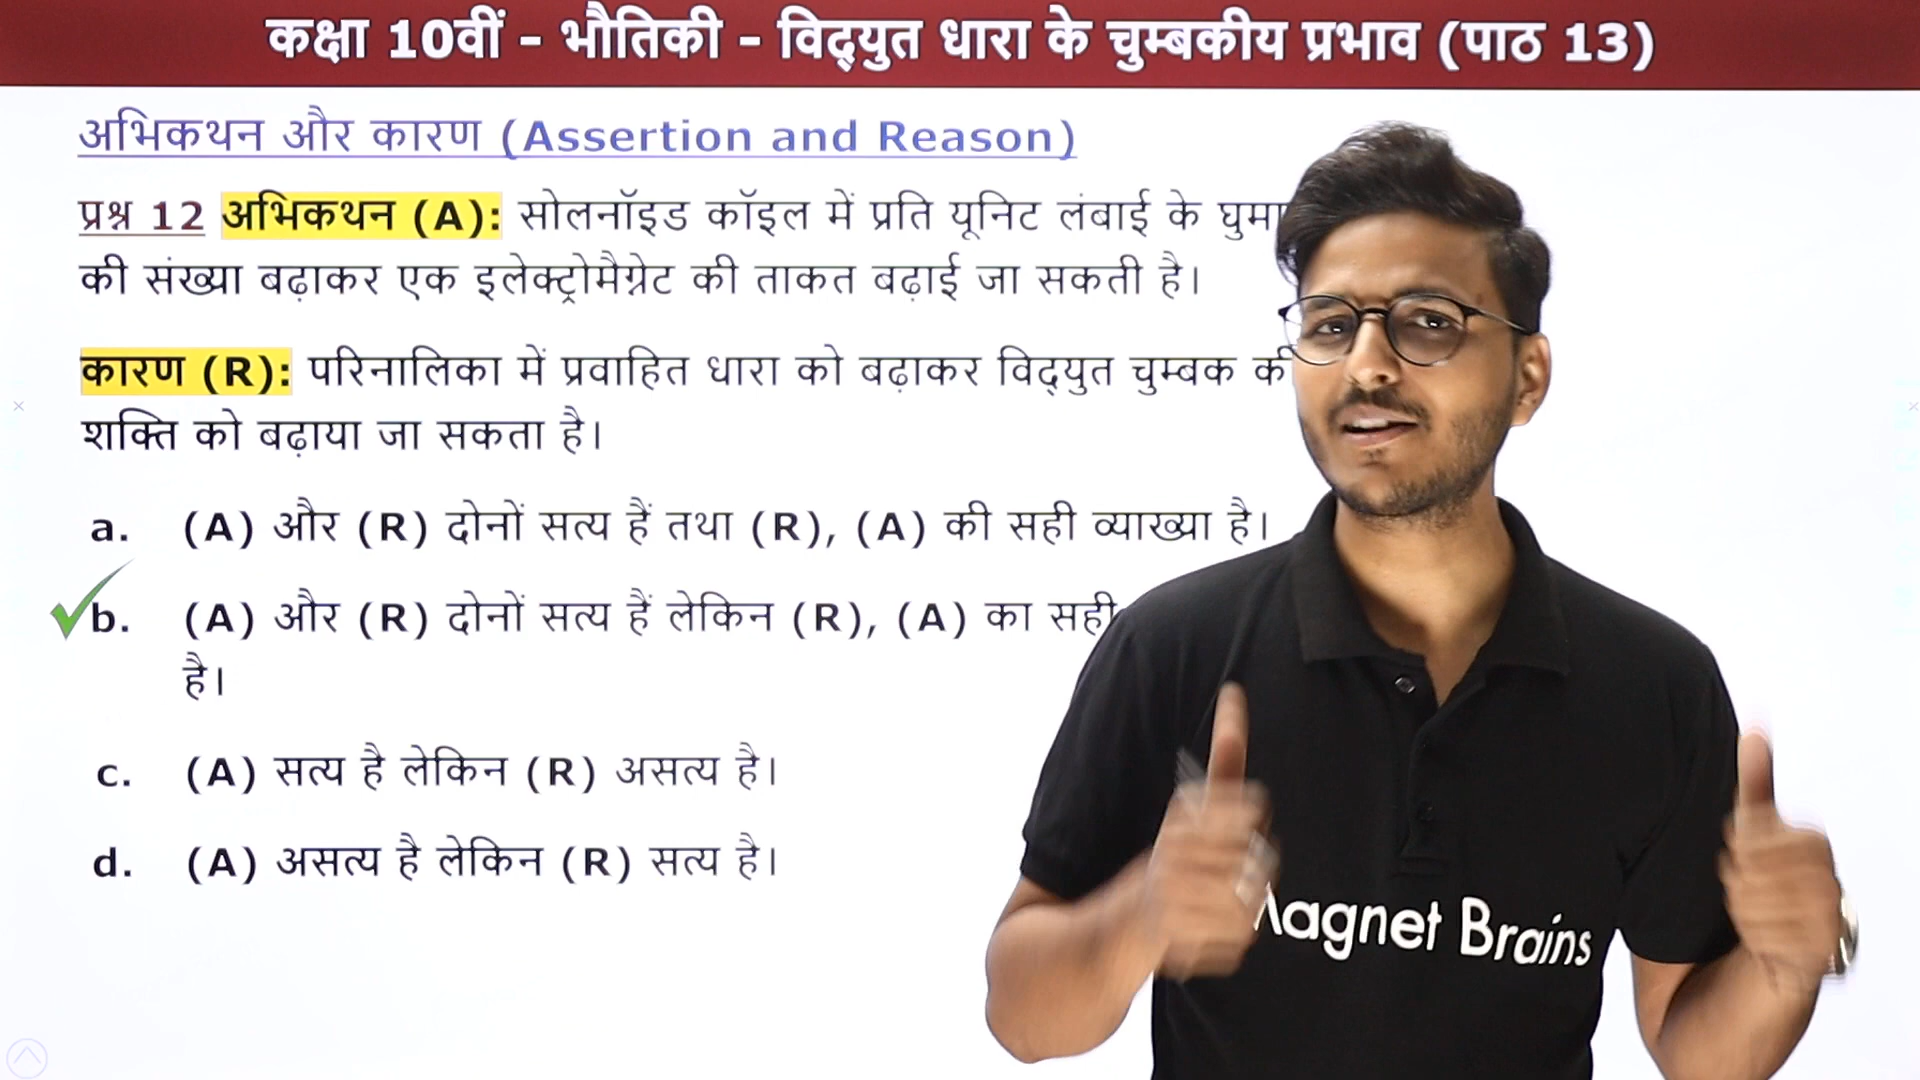 कक्षा 10वीं - भौतिकी - विद्‌युत धारा के चुम्बकीय प्रभाव (पाठ 13)
अभिकथन और कारण (Assertion and Reason)
प्रश्न 12 अभिकथन (A): सोलनॉइड कॉइल में प्रति यूनिट लंबाई के
की संख्या बढ़ाकर एक इलेक्ट्रोमैग्नेट की ताकत बढ़ाई जा सकती है।
कारण (R): परिनालिका में प्रवाहित धारा को बढ़ाकर विद्‌युत चुम्बक की
शक्ति को बढ़ाया जा सकता है।
a. (A) और (R) दोनों सत्य हैं तथा (R), (A) की सही व्याख्या है।
b. (A) और (R) दोनों सत्य हैं लेकिन (R), (A) का सही
है।
c. (A) सत्य है लेकिन (R) असत्य है।
d. (A) असत्य है लेकिन (R) सत्य है।
Magnet Brains